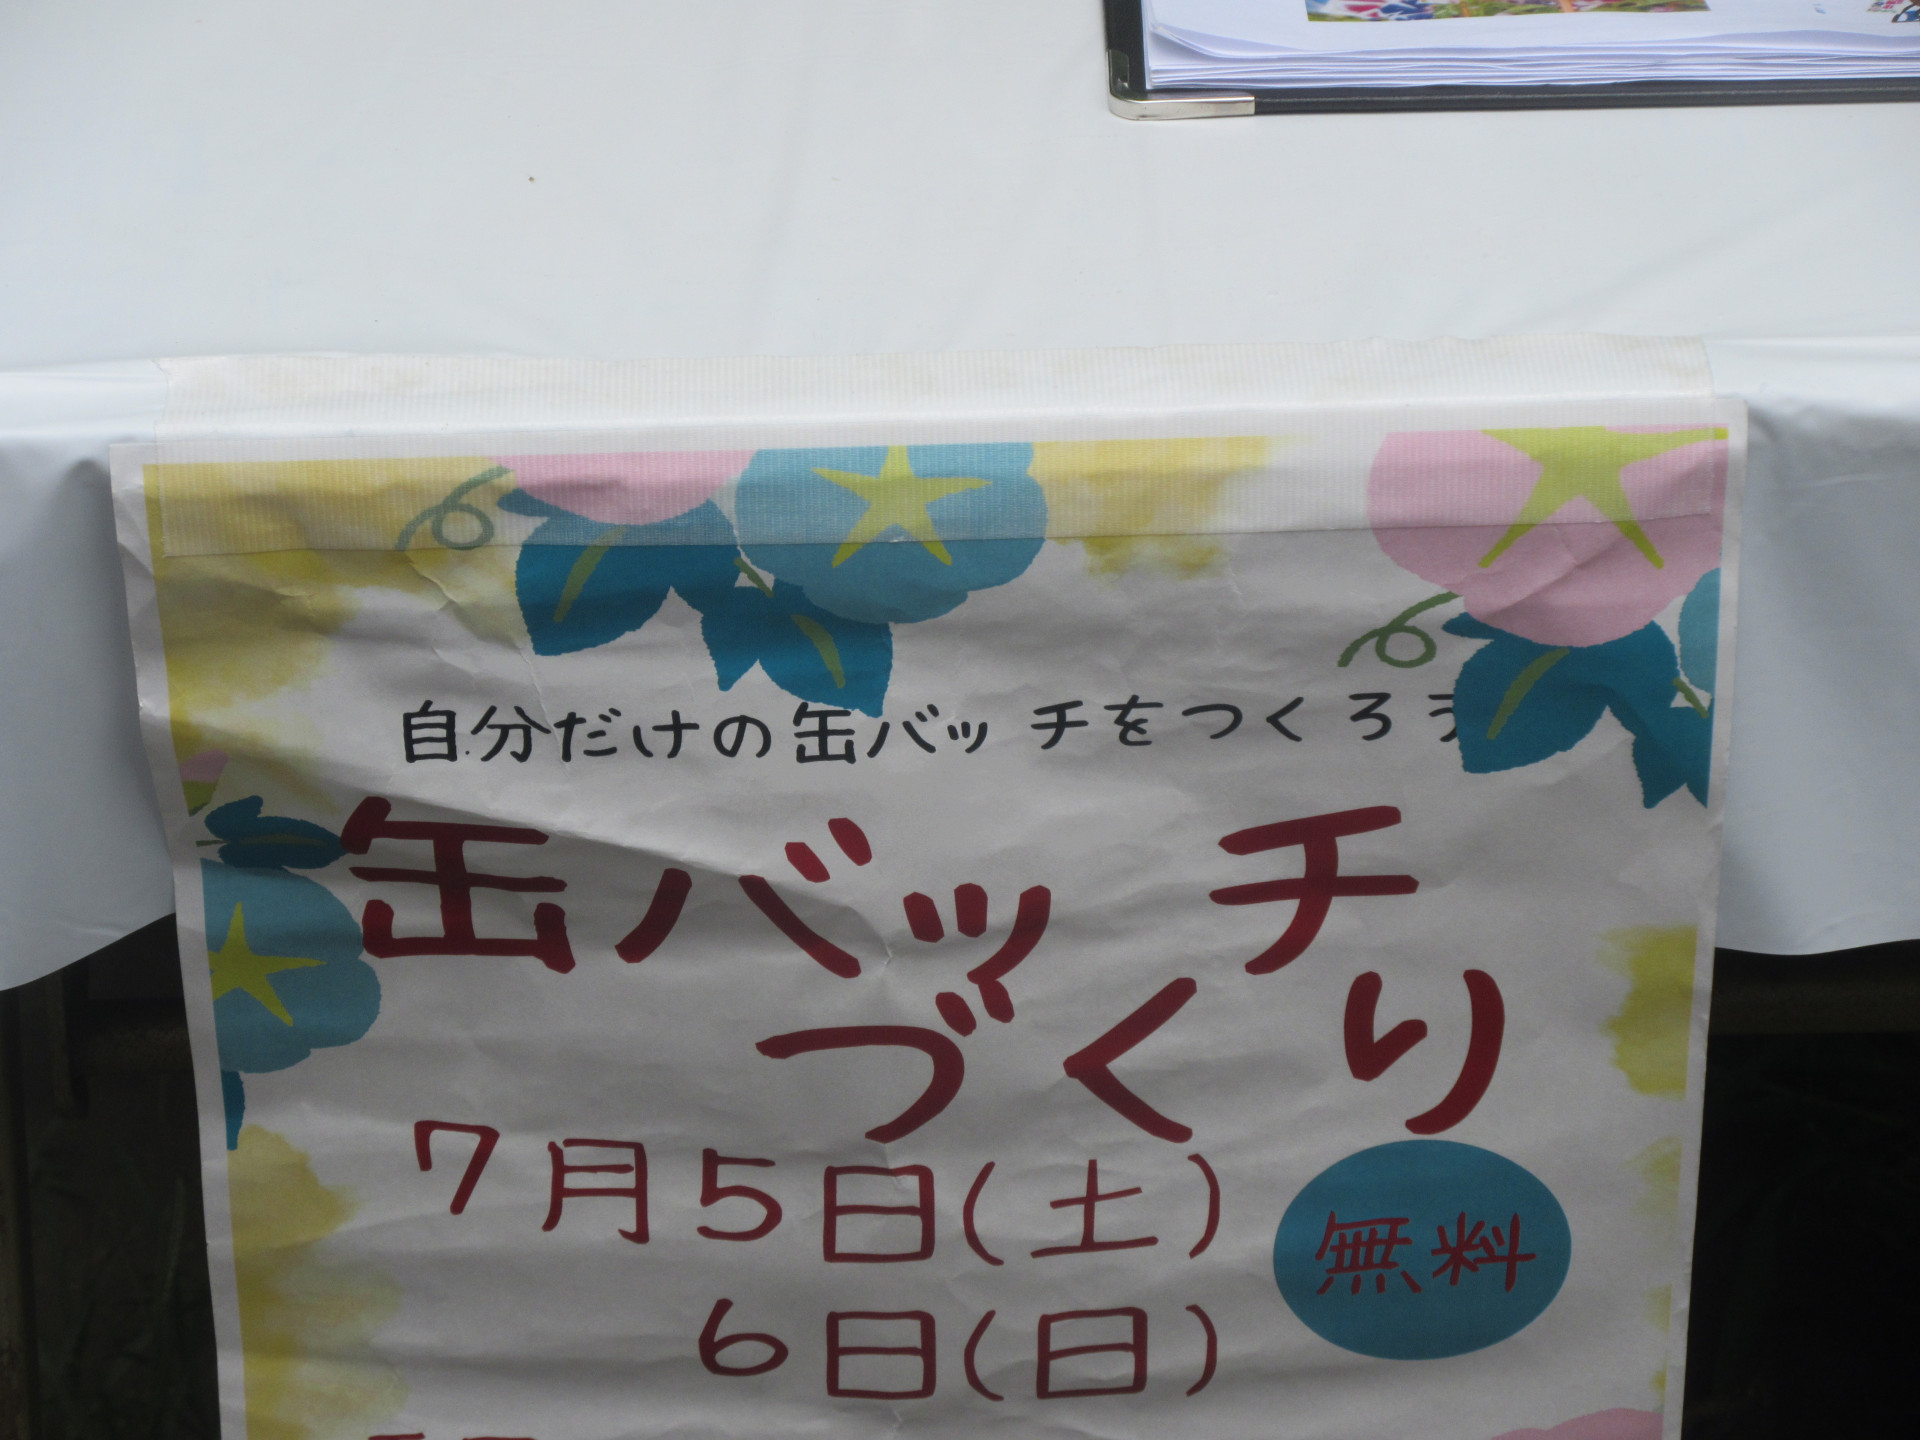 自分だけの缶バッチをつくろう
缶バッチ
づくり
7月5日(土)
6日(日)
無料